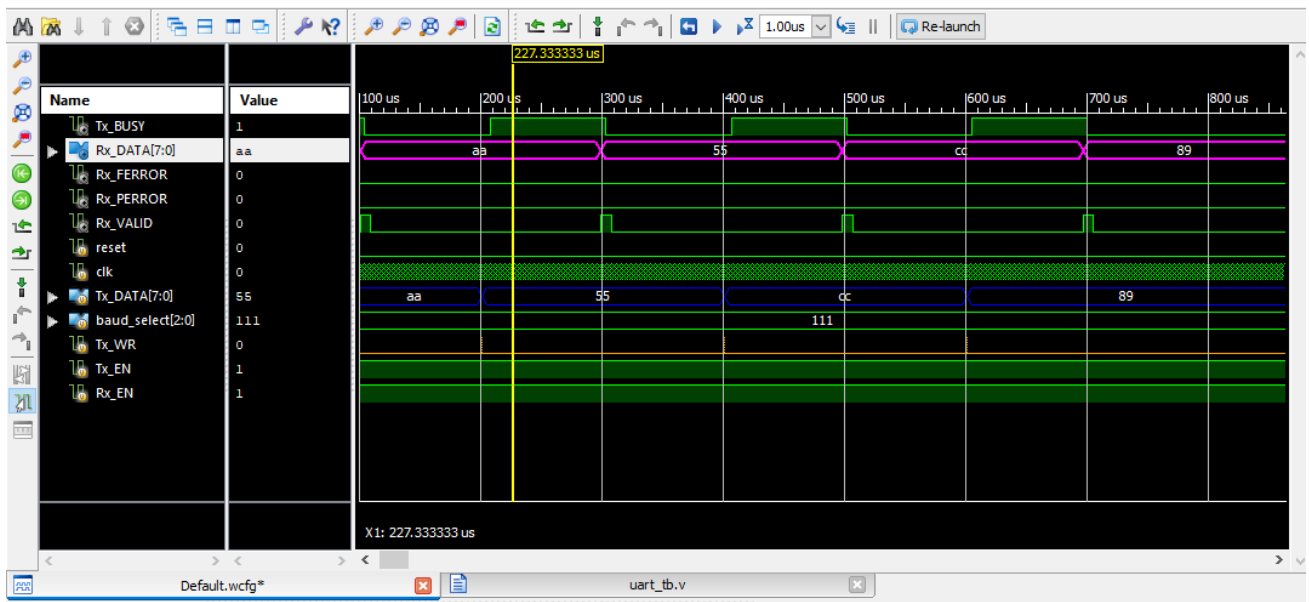 1.00us Re-launch
227.333333 us
Name Value
100 us 200 us 300 us 400 us 500 us 600 us 700 us 800 us
Tx_BUSY 1
Rx_DATA[7:0] aa aa 55 cc 89
Rx_FERROR 0
Rx_PERROR 0
Rx_VALID 0
reset 0
clk 0
Tx_DATA[7:0] 55 aa 55 cc 89
baud_select[2:0] 111 111
Tx_WR 0
Tx_EN 1
Rx_EN 1
X1: 227.333333 us
Default.wcfg* uart_tb.v